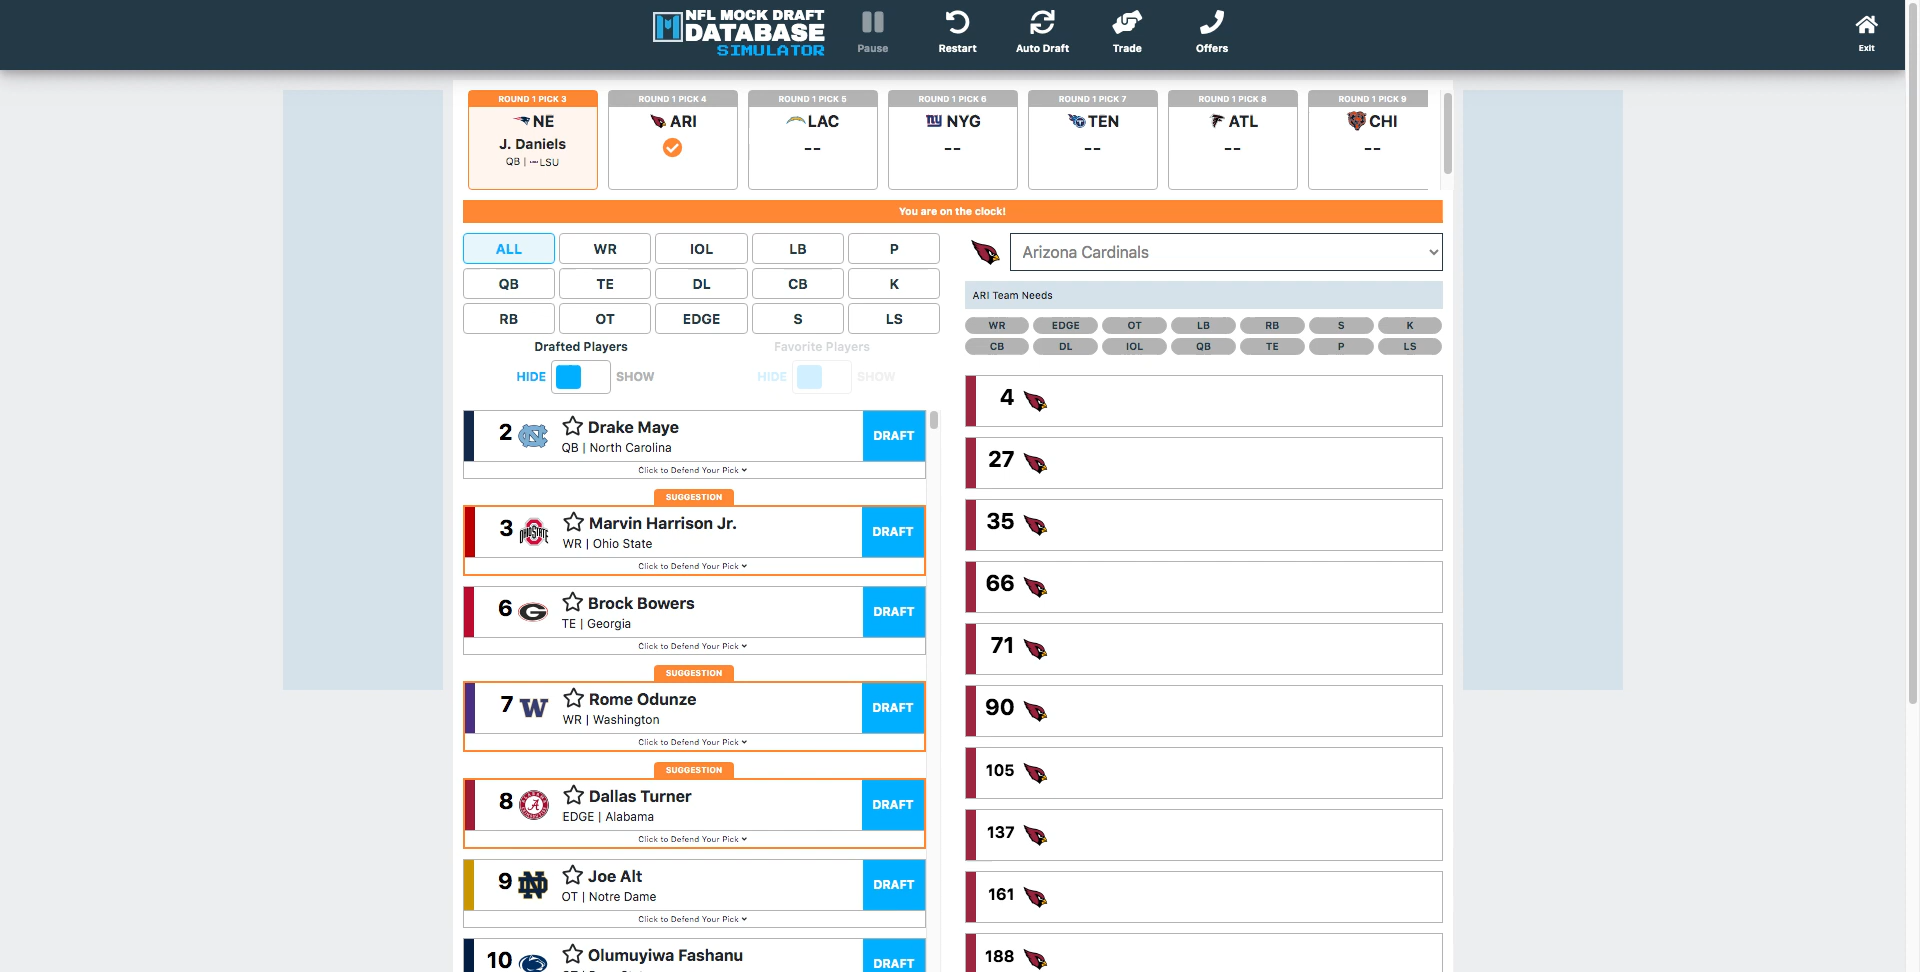 NFL MOCK DRAFT
DATABASE
SIMULATOR
Pause
Restart
Auto Draft
Trade
Offers
Exit
ROUND 1 PICK 3
NE
J. Daniels
QB | LSU
ROUND 1 PICK 4
ARI
ROUND 1 PICK 5
LAC
--
ROUND 1 PICK 6
NYG
--
ROUND 1 PICK 7
TEN
--
ROUND 1 PICK 8
ATL
--
ROUND 1 PICK 9
CHI
--
You are on the clock!
ALL WR IOL LB P
QB TE DL CB K
RB OT EDGE S LS
Drafted Players
HIDE SHOW
Favorite Players
HIDE SHOW
2 Drake Maye
QB | North Carolina
DRAFT
Click to Defend Your Pick
SUGGESTION
3 Marvin Harrison Jr.
WR | Ohio State
DRAFT
Click to Defend Your Pick
6 Brock Bowers
TE | Georgia
DRAFT
Click to Defend Your Pick
SUGGESTION
7 Rome Odunze
WR | Washington
DRAFT
Click to Defend Your Pick
SUGGESTION
8 Dallas Turner
EDGE | Alabama
DRAFT
Click to Defend Your Pick
9 Joe Alt
OT | Notre Dame
DRAFT
Click to Defend Your Pick
10 Olumuyiwa Fashanu
DRAFT
Arizona Cardinals
ARI Team Needs
WR EDGE OT LB RB S K
CB DL IOL QB TE P LS
4
27
35
66
71
90
105
137
161
188